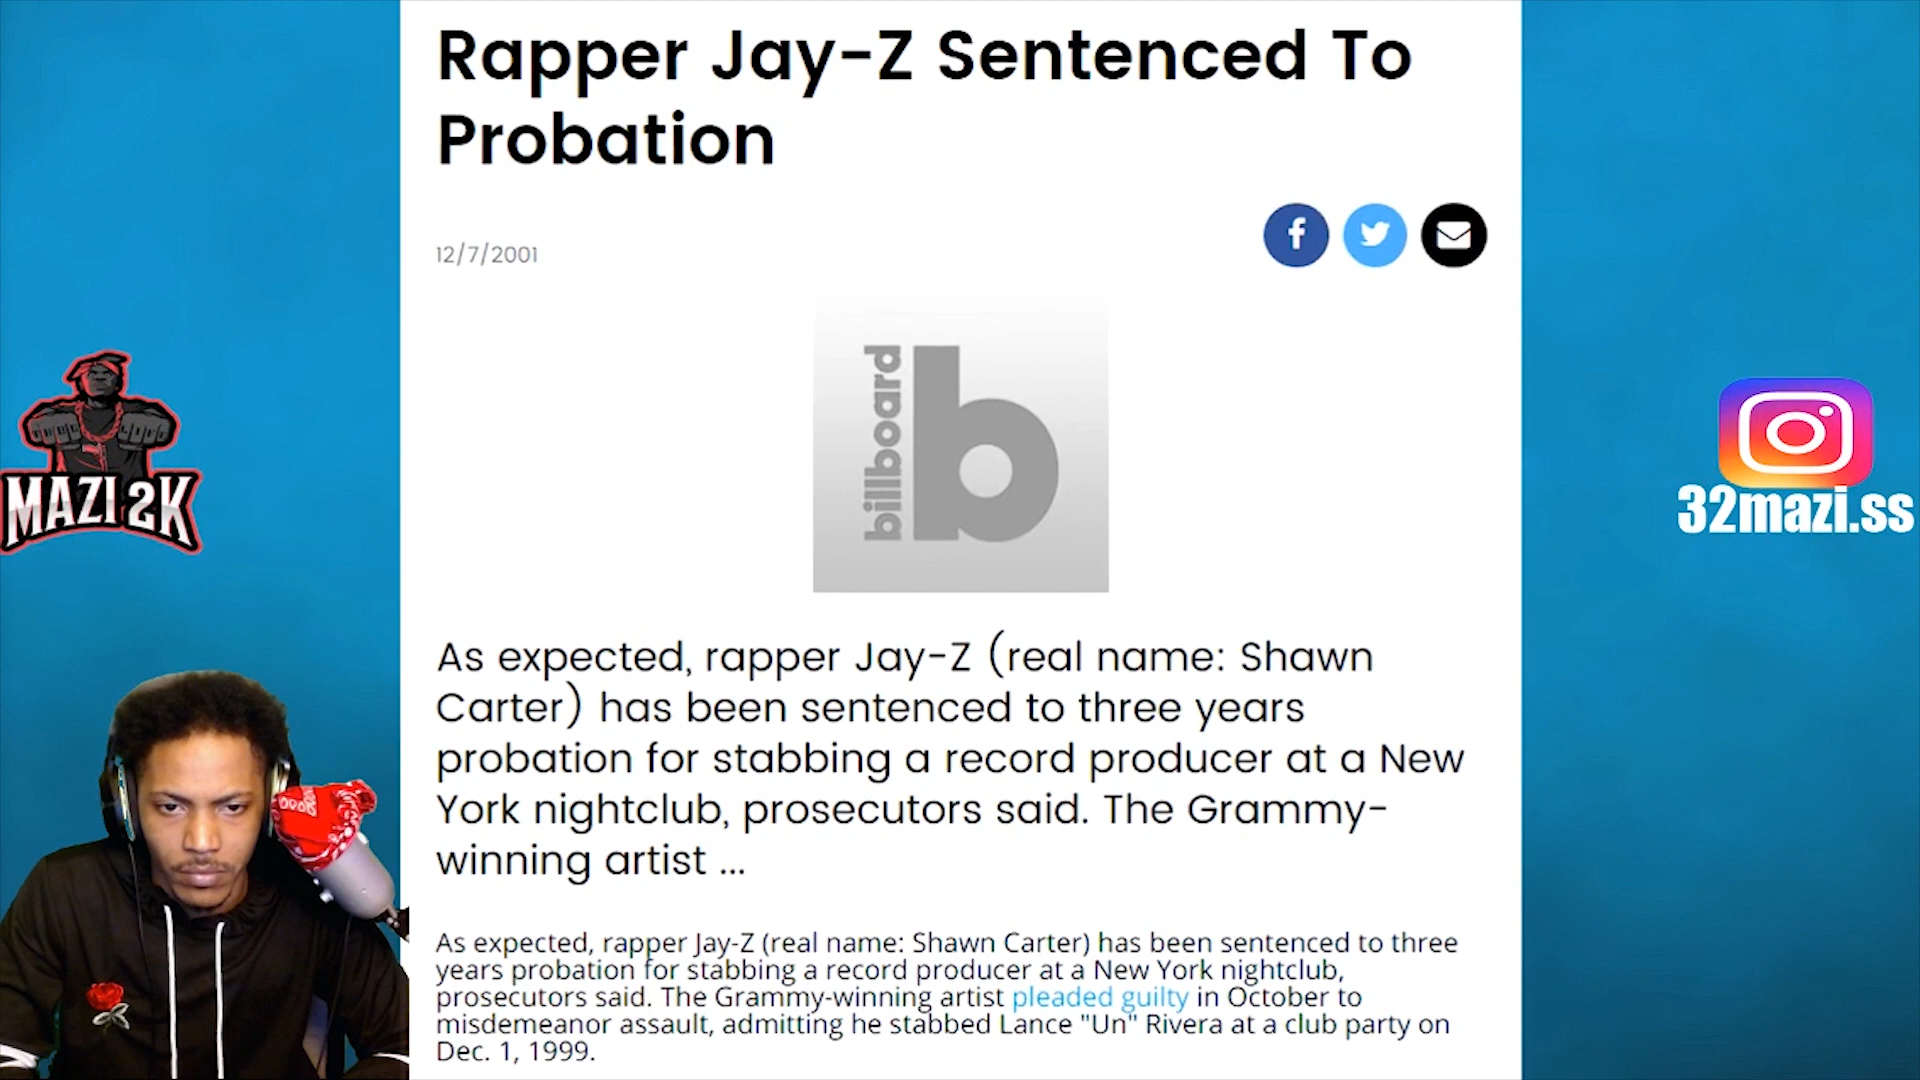 Rapper Jay-Z Sentenced To
Probation
12/7/2001
billboard
b
THUG LIFE
MAZI 2K
32mazi.ss
As expected, rapper Jay-Z (real name: Shawn
Carter) has been sentenced to three years
probation for stabbing a record producer at a New
York nightclub, prosecutors said. The Grammy-
winning artist ...
As expected, rapper Jay-Z (real name: Shawn Carter) has been sentenced to three
years probation for stabbing a record producer at a New York nightclub,
prosecutors said. The Grammy-winning artist pleaded guilty in October to
misdemeanor assault, admitting he stabbed Lance "Un" Rivera at a club party on
Dec. 1, 1999.